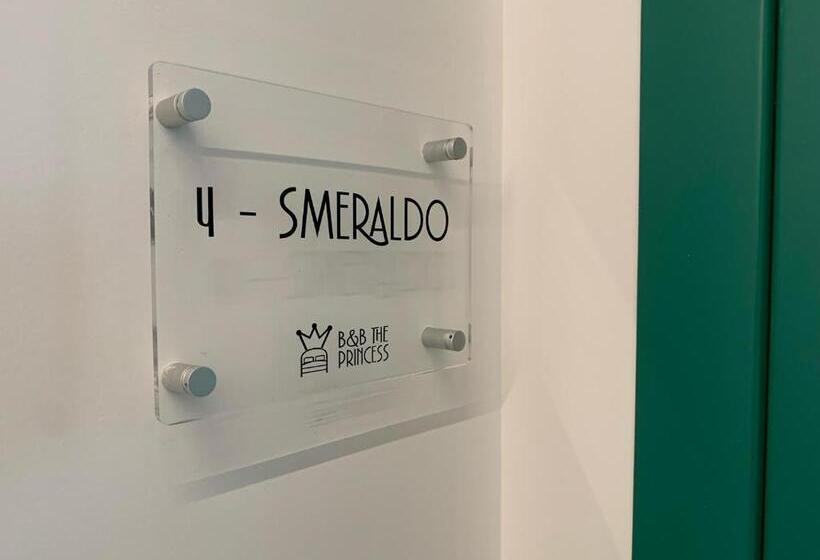 4 - SMERALDO
B&B THE
PRINCESS